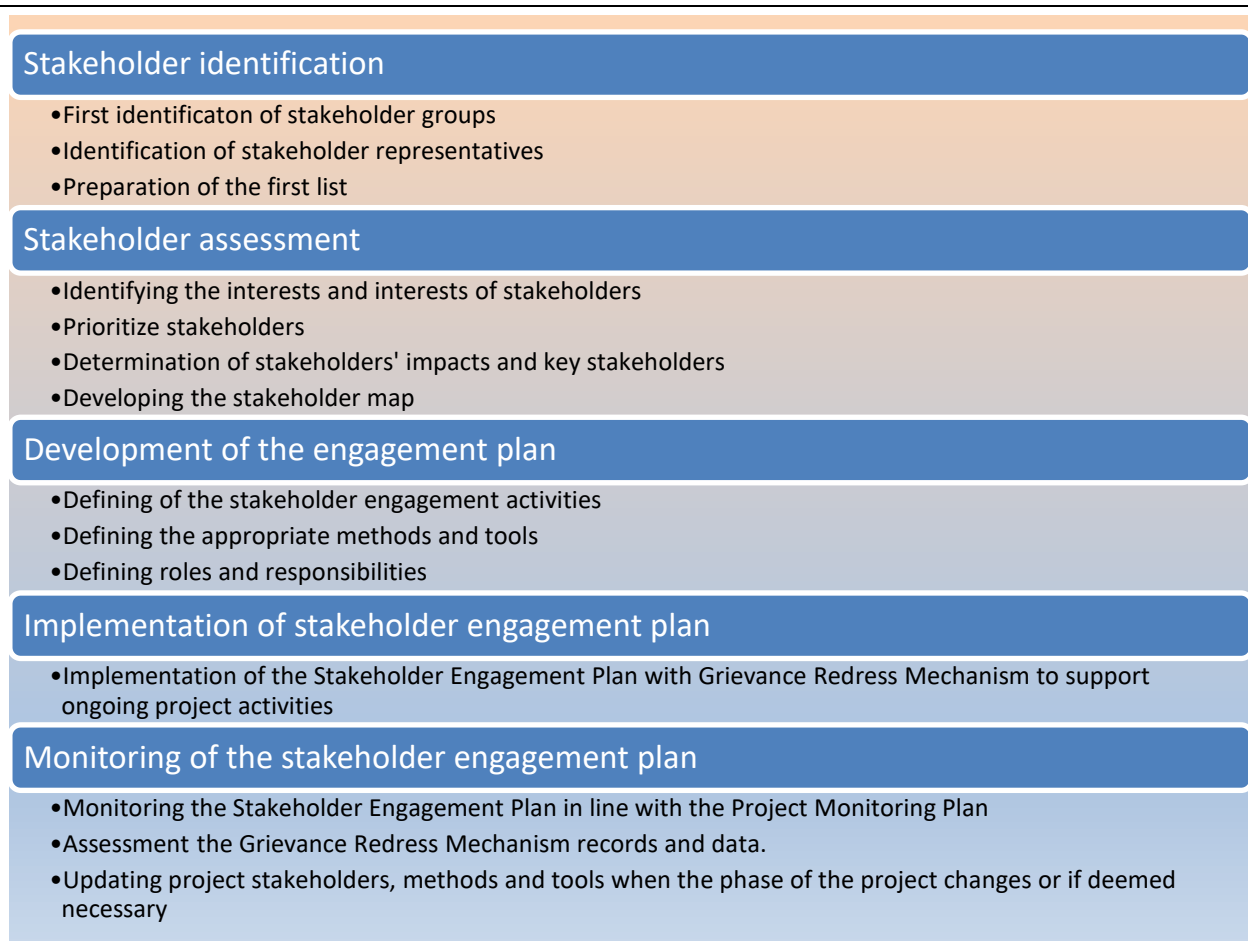 Stakeholder identification
•First identificaton of stakeholder groups
•Identification of stakeholder representatives
•Preparation of the first list
Stakeholder assessment
•Identifying the interests and interests of stakeholders
•Prioritize stakeholders
•Determination of stakeholders' impacts and key stakeholders
•Developing the stakeholder map
Development of the engagement plan
•Defining of the stakeholder engagement activities
•Defining the appropriate methods and tools
•Defining roles and responsibilities
Implementation of stakeholder engagement plan
•Implementation of the Stakeholder Engagement Plan with Grievance Redress Mechanism to support
ongoing project activities
Monitoring of the stakeholder engagement plan
•Monitoring the Stakeholder Engagement Plan in line with the Project Monitoring Plan
•Assessment the Grievance Redress Mechanism records and data.
•Updating project stakeholders, methods and tools when the phase of the project changes or if deemed
necessary